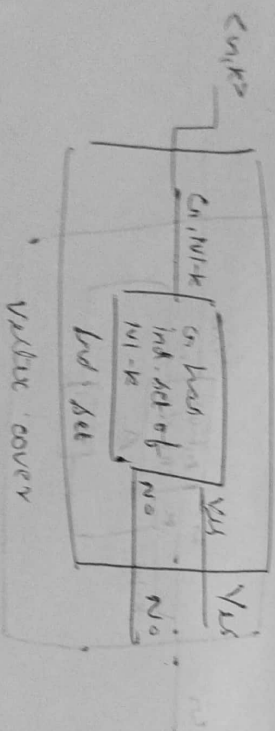 <G,K>
G, |V|-K
G has
ind. set of
|V|-K
Yes
Yes
No
No
Ind set
Vertex cover